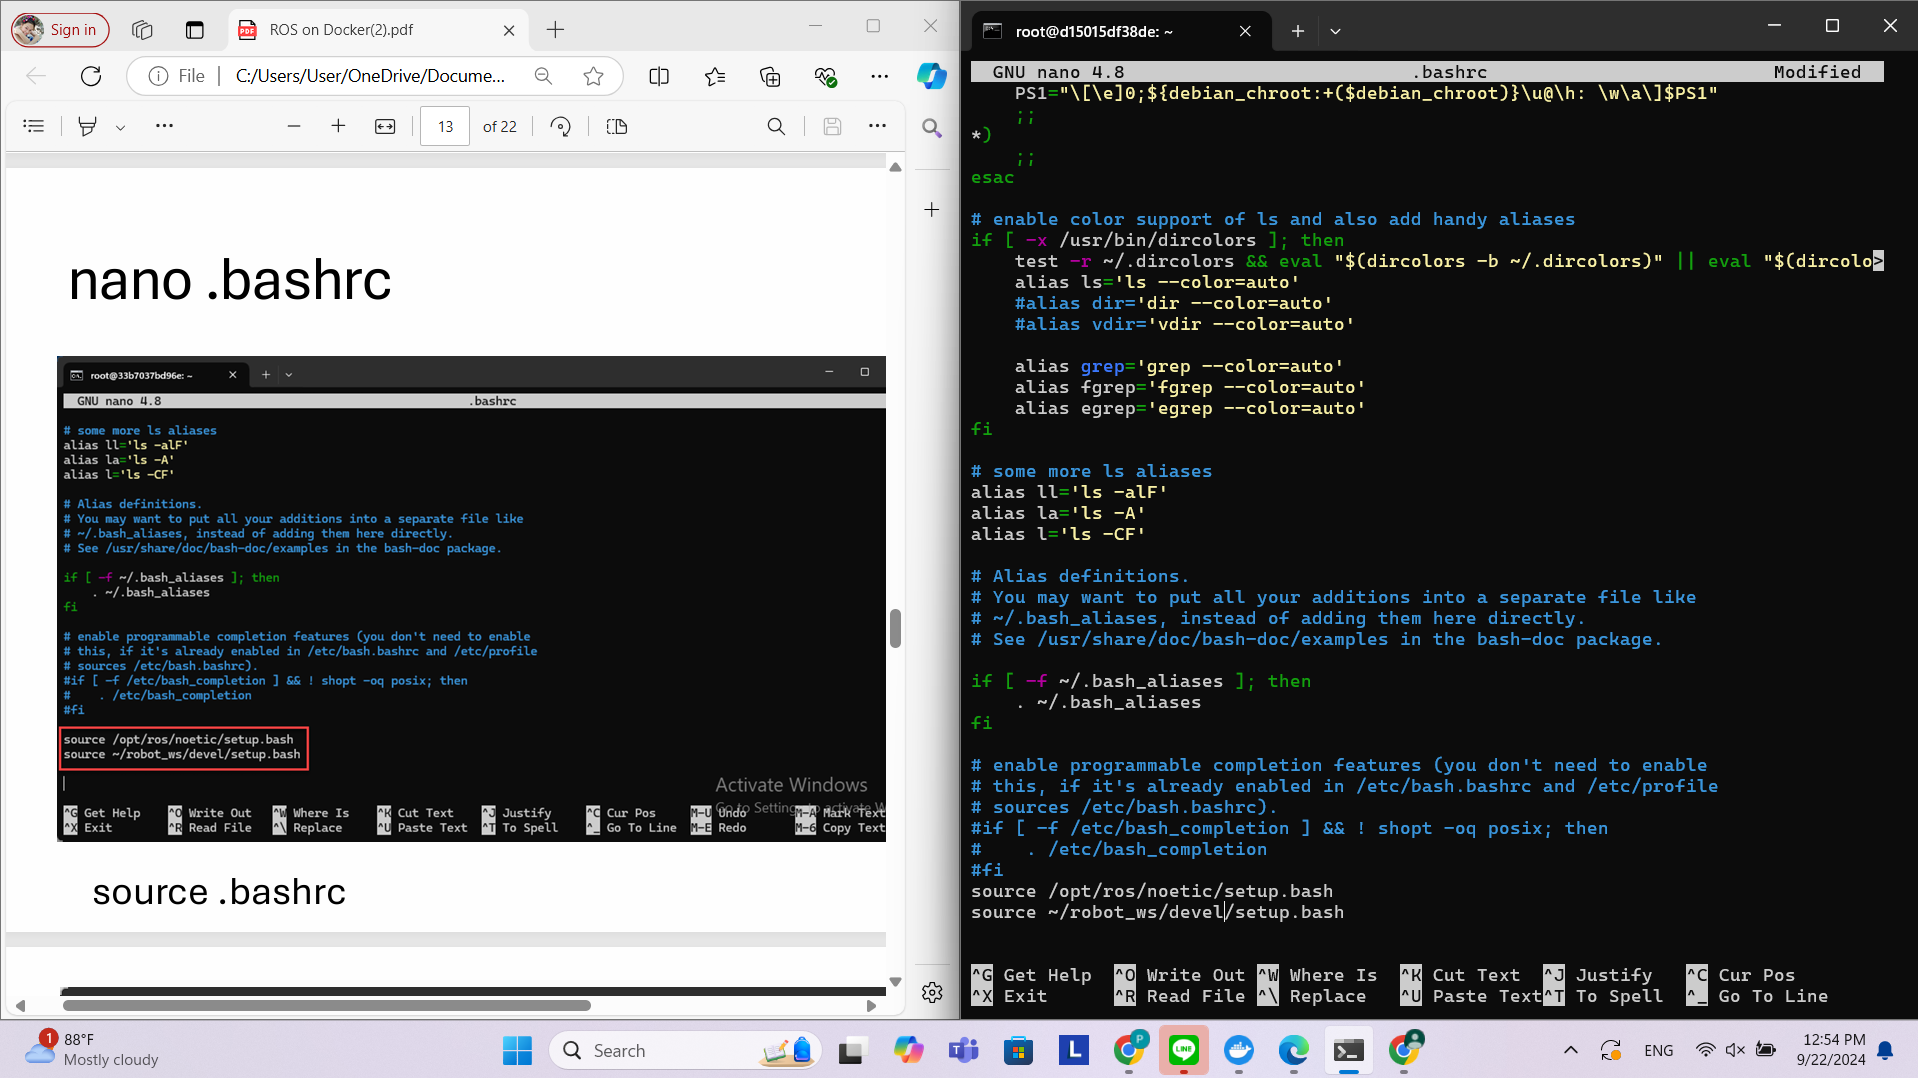 Sign in
ROS on Docker(2).pdf
File
C:/Users/User/OneDrive/Docume...
13
of 22
nano .bashrc
root@33b7037bd96e: ~
GNU nano 4.8
.bashrc
# some more ls aliases
alias ll='ls -alF'
alias la='ls -A'
alias l='ls -CF'
# Alias definitions.
# You may want to put all your additions into a separate file like
# ~/.bash_aliases, instead of adding them here directly.
# See /usr/share/doc/bash-doc/examples in the bash-doc package.
if [ -f ~/.bash_aliases ]; then
    . ~/.bash_aliases
fi
# enable programmable completion features (you don't need to enable
# this, if it's already enabled in /etc/bash.bashrc and /etc/profile
# sources /etc/bash.bashrc).
#if [ -f /etc/bash_completion ] && ! shopt -oq posix; then
#    . /etc/bash_completion
#fi
source /opt/ros/noetic/setup.bash
source ~/robot_ws/devel/setup.bash
Activate Windows
Go to Settings to activate W
^G Get Help ^O Write Out ^W Where Is ^K Cut Text ^J Justify ^C Cur Pos M-U Undo M-A Mark Text
^X Exit ^R Read File ^\ Replace ^U Paste Text ^T To Spell ^_ Go To Line M-E Redo M-6 Copy Text
source .bashrc
root@d15015df38de: ~
GNU nano 4.8 .bashrc Modified
    PS1="\[\e]0;${debian_chroot:+($debian_chroot)}\u@\h: \w\a\]$PS1"
    ;;
*)
    ;;
esac
# enable color support of ls and also add handy aliases
if [ -x /usr/bin/dircolors ]; then
    test -r ~/.dircolors && eval "$(dircolors -b ~/.dircolors)" || eval "$(dircolo>
    alias ls='ls --color=auto'
    #alias dir='dir --color=auto'
    #alias vdir='vdir --color=auto'
    alias grep='grep --color=auto'
    alias fgrep='fgrep --color=auto'
    alias egrep='egrep --color=auto'
fi
# some more ls aliases
alias ll='ls -alF'
alias la='ls -A'
alias l='ls -CF'
# Alias definitions.
# You may want to put all your additions into a separate file like
# ~/.bash_aliases, instead of adding them here directly.
# See /usr/share/doc/bash-doc/examples in the bash-doc package.
if [ -f ~/.bash_aliases ]; then
    . ~/.bash_aliases
fi
# enable programmable completion features (you don't need to enable
# this, if it's already enabled in /etc/bash.bashrc and /etc/profile
# sources /etc/bash.bashrc).
#if [ -f /etc/bash_completion ] && ! shopt -oq posix; then
#    . /etc/bash_completion
#fi
source /opt/ros/noetic/setup.bash
source ~/robot_ws/devel/setup.bash
^G Get Help ^O Write Out ^W Where Is ^K Cut Text ^J Justify ^C Cur Pos
^X Exit ^R Read File ^\ Replace ^U Paste Text ^T To Spell ^_ Go To Line
1
88°F
Mostly cloudy
Search
L
P
LINE
ENG
12:54 PM
9/22/2024